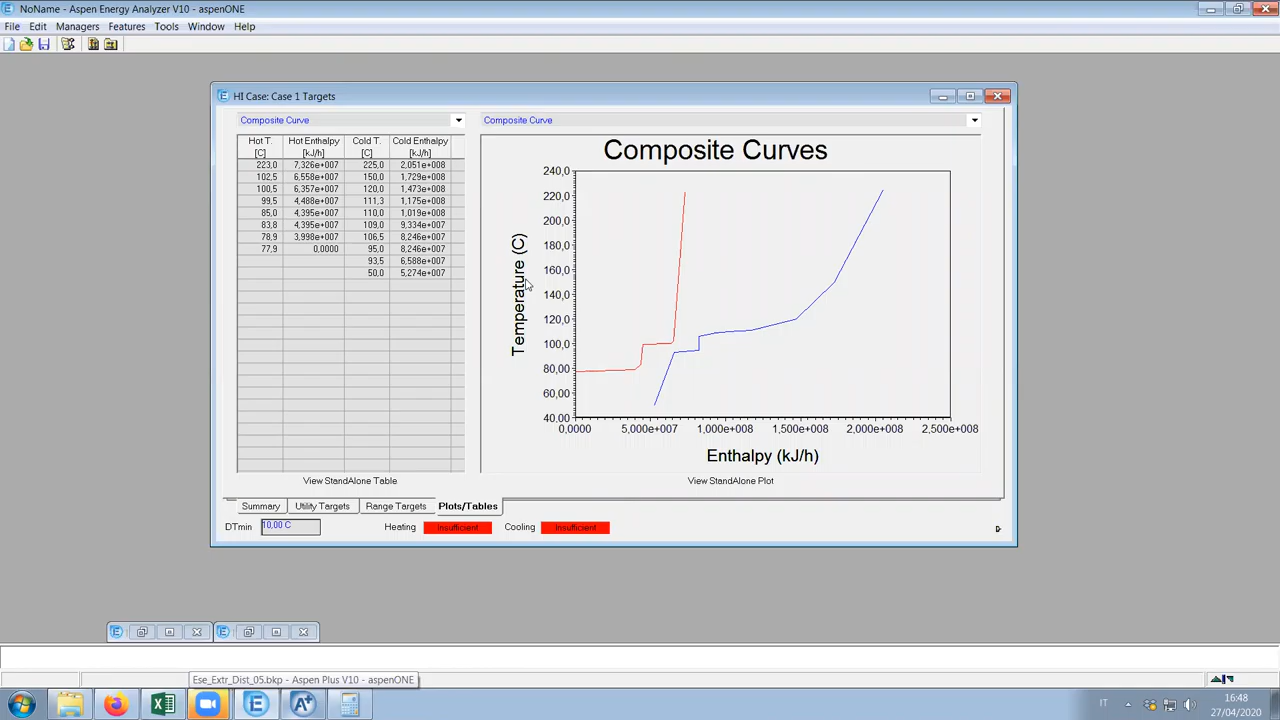 NoName - Aspen Energy Analyzer V10 - aspenONE
File Edit Managers Features Tools Window Help
HI Case: Case 1 Targets
Composite Curve
Composite Curve
Hot T. Hot Enthalpy Cold T. Cold Enthalpy
[C] [kJ/h] [C] [kJ/h]
223,0 7,326e+007 225,0 2,051e+008
102,5 6,558e+007 150,0 1,729e+008
100,5 6,357e+007 120,0 1,473e+008
99,5 4,488e+007 111,3 1,175e+008
85,0 4,395e+007 110,0 1,019e+008
83,8 4,395e+007 109,0 9,334e+007
78,9 3,998e+007 106,5 8,246e+007
77,9 0,0000 95,0 8,246e+007
93,5 6,588e+007
50,0 5,274e+007
View StandAlone Table
Composite Curves
240,0
220,0
200,0
180,0
160,0
140,0
120,0
100,0
80,00
60,00
40,00
Temperature (C)
0,0000 5,000e+007 1,000e+008 1,500e+008 2,000e+008 2,500e+008
Enthalpy (kJ/h)
View StandAlone Plot
Summary Utility Targets Range Targets Plots/Tables
DTmin 10,00 C Heating Insufficient Cooling Insufficient
Ese_Extr_Dist_05.bkp - Aspen Plus V10 - aspenONE
IT
16:48
27/04/2020